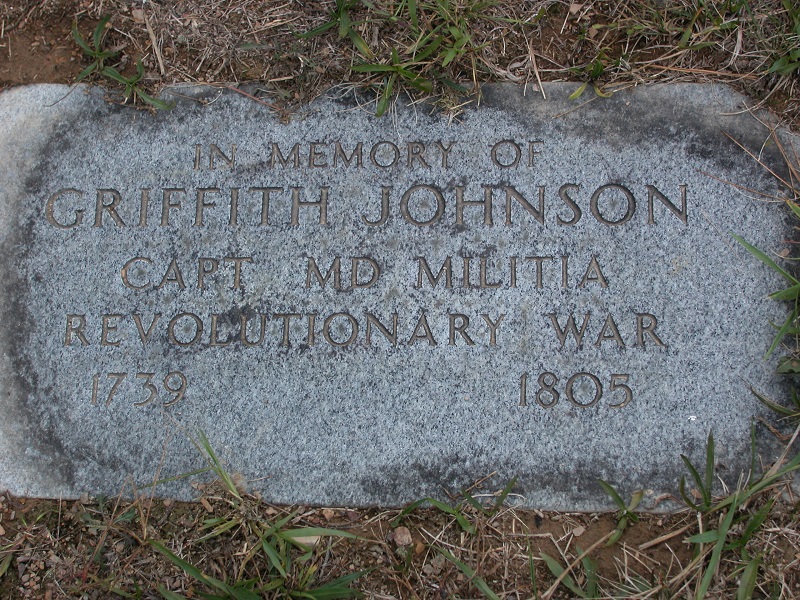 IN MEMORY OF
GRIFFITH JOHNSON
CAPT MD MILITIA
REVOLUTIONARY WAR
1739 1805